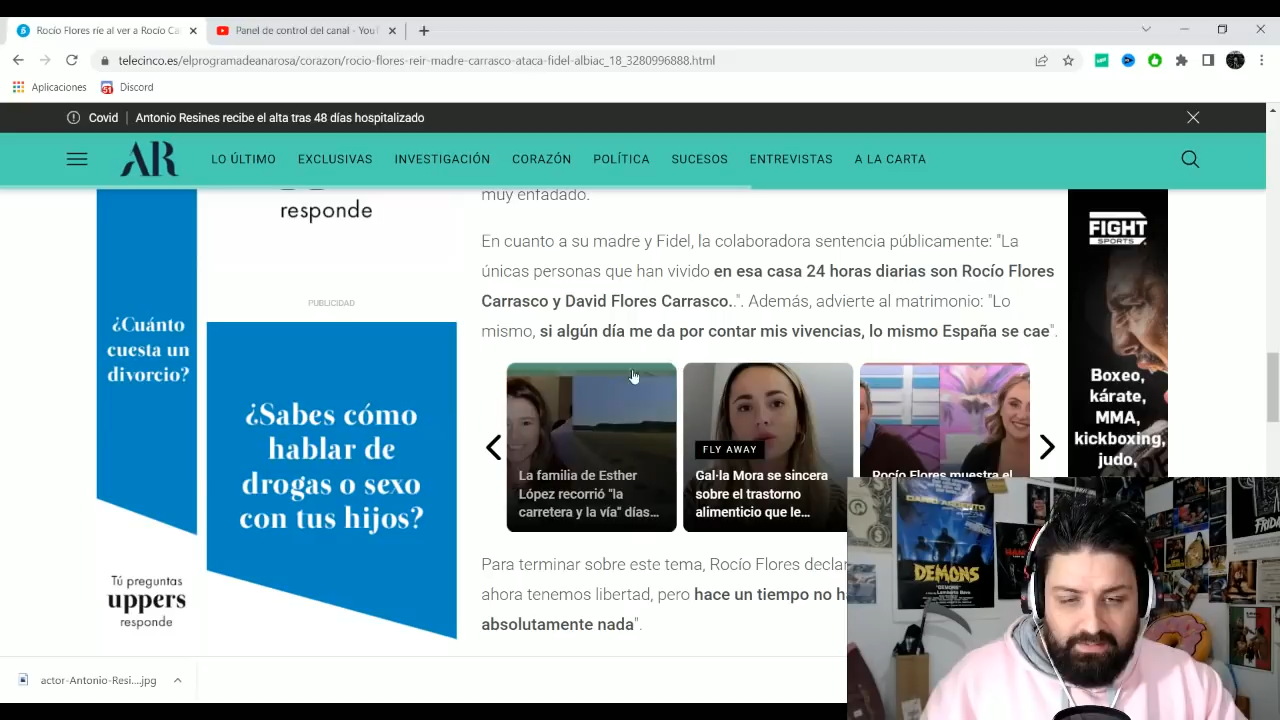 Rocío Flores ríe al ver a Rocío Ca
Panel de control del canal - YouT
telecinco.es/elprogramadeanarosa/corazon/rocio-flores-rein-madre-carrasco-ataca-fidel-albiac_18_3280996888.html
Aplicaciones
Discord
Covid
Antonio Resines recibe el alta tras 48 días hospitalizado
AR
LO ÚLTIMO
EXCLUSIVAS
INVESTIGACIÓN
CORAZÓN
POLÍTICA
SUCESOS
ENTREVISTAS
A LA CARTA
responde
PUBLICIDAD
¿Cuánto
cuesta un
divorcio?
Tú preguntas
uppers
responde
¿Sabes cómo
hablar de
drogas o sexo
con tus hijos?
muy enfadado.
En cuanto a su madre y Fidel, la colaboradora sentencia públicamente: "La
únicas personas que han vivido en esa casa 24 horas diarias son Rocío Flores
Carrasco y David Flores Carrasco..". Además, advierte al matrimonio: "Lo
mismo, si algún día me da por contar mis vivencias, lo mismo España se cae".
La familia de Esther
López recorrió "la
carretera y la vía" días...
FLY AWAY
Gal·la Mora se sincera
sobre el trastorno
alimenticio que le...
Rocío Flores muestra el
Para terminar sobre este tema, Rocío Flores declar
ahora tenemos libertad, pero hace un tiempo no h
absolutamente nada".
FIGHT
SPORTS
Boxeo,
kárate,
MMA,
kickboxing,
judo,
DEMONS
actor-Antonio-Resi....jpg